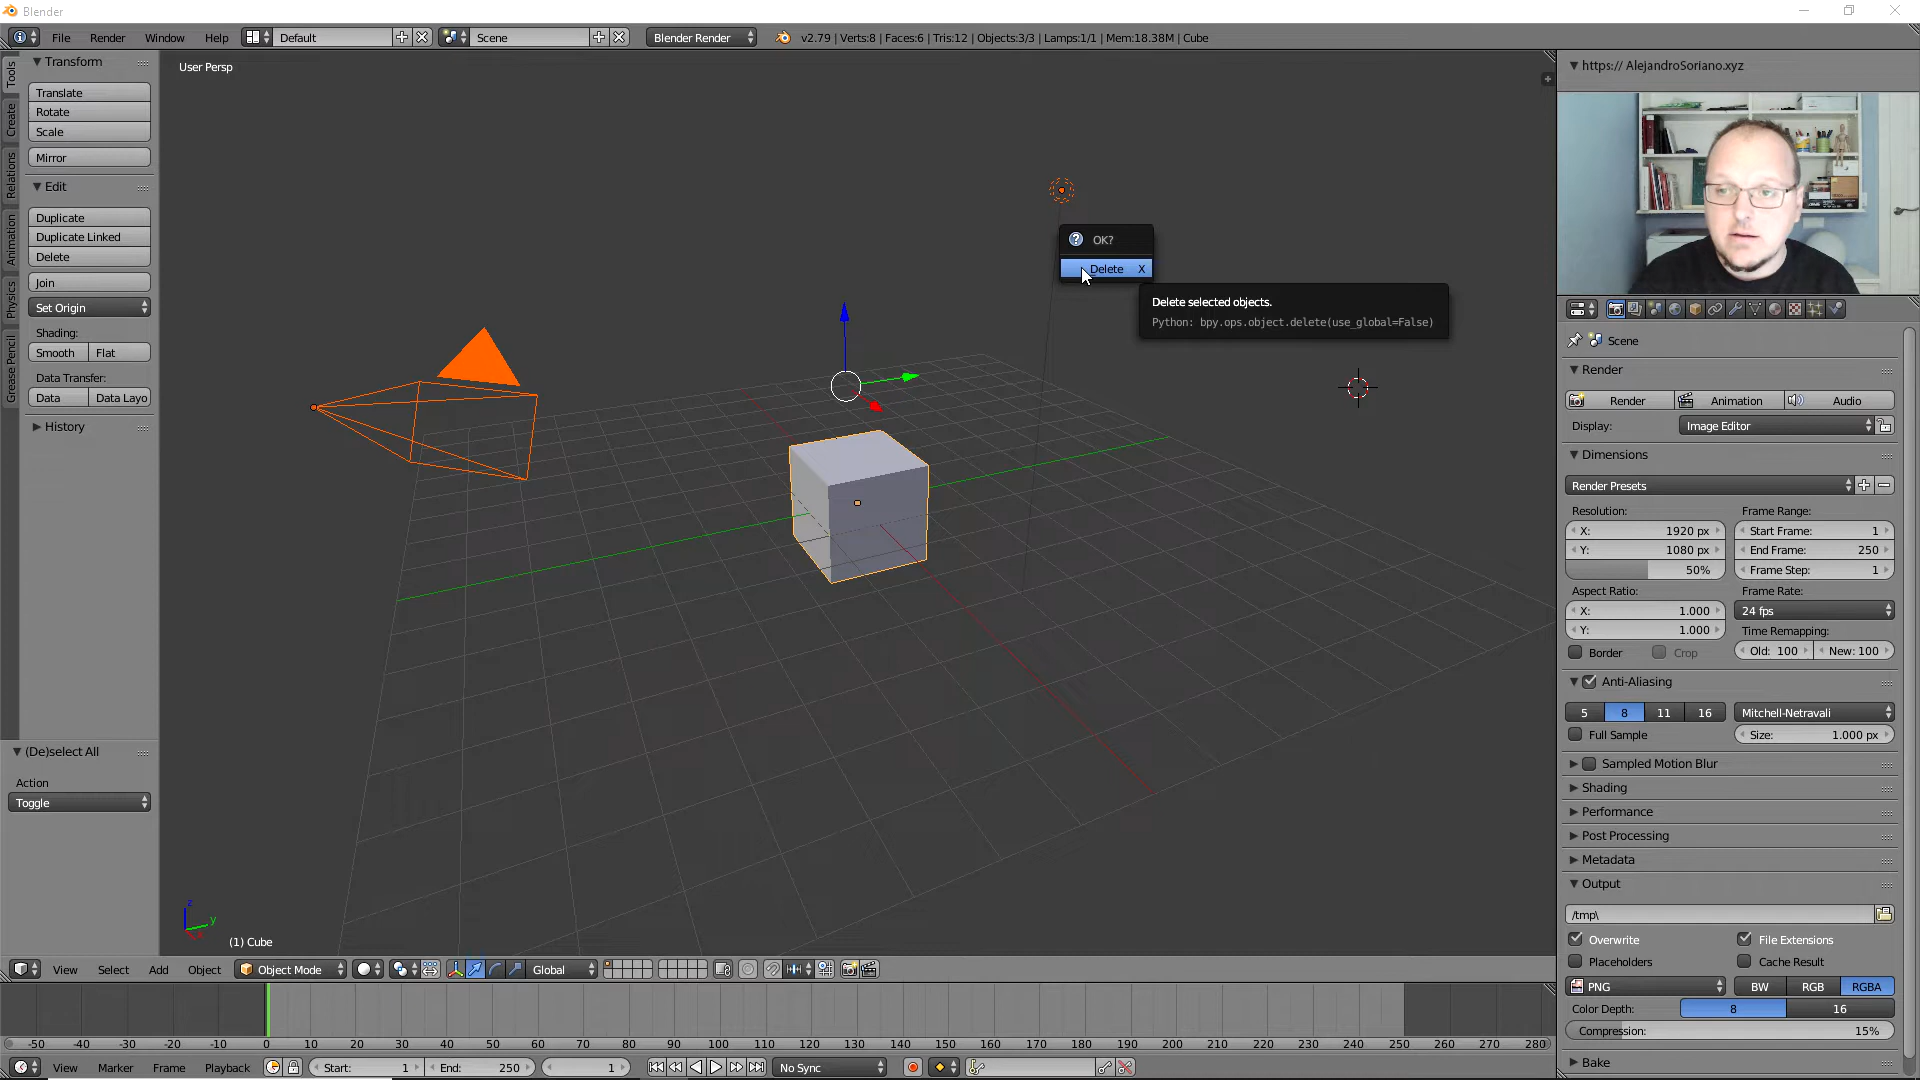 Blender
File Render Window Help Default Scene Blender Render v2.79 | Verts:8 | Faces:6 | Tris:12 | Objects:3/3 | Lamps:1/1 | Mem:18.38M | Cube
Tools
Create
Relations
Animation
Physics
Grease Pencil
Transform
Translate
Rotate
Scale
Mirror
Edit
Duplicate
Duplicate Linked
Delete
Join
Set Origin
Shading:
Smooth Flat
Data Transfer:
Data Data Layo
History
(De)select All
Action
Toggle
User Persp
OK?
Delete X
Delete selected objects.
Python: bpy.ops.object.delete(use_global=False)
z
y
x
(1) Cube
View Select Add Object Object Mode Global
-50 -40 -30 -20 -10 0 10 20 30 40 50 60 70 80 90 100 110 120 130 140 150 160 170 180 190 200 210 220 230 240 250 260 270 280
View Marker Frame Playback Start: 1 End: 250 1 No Sync
https:// AlejandroSoriano.xyz
Scene
Render
Render Animation Audio
Display: Image Editor
Dimensions
Render Presets
Resolution: Frame Range:
X: 1920 px Start Frame: 1
Y: 1080 px End Frame: 250
50% Frame Step: 1
Aspect Ratio: Frame Rate:
X: 1.000 24 fps
Y: 1.000 Time Remapping:
Border Crop Old: 100 New: 100
Anti-Aliasing
5 8 11 16 Mitchell-Netravali
Full Sample Size: 1.000 px
Sampled Motion Blur
Shading
Performance
Post Processing
Metadata
Output
/tmp\
Overwrite File Extensions
Placeholders Cache Result
PNG BW RGB RGBA
Color Depth: 8 16
Compression: 15%
Bake